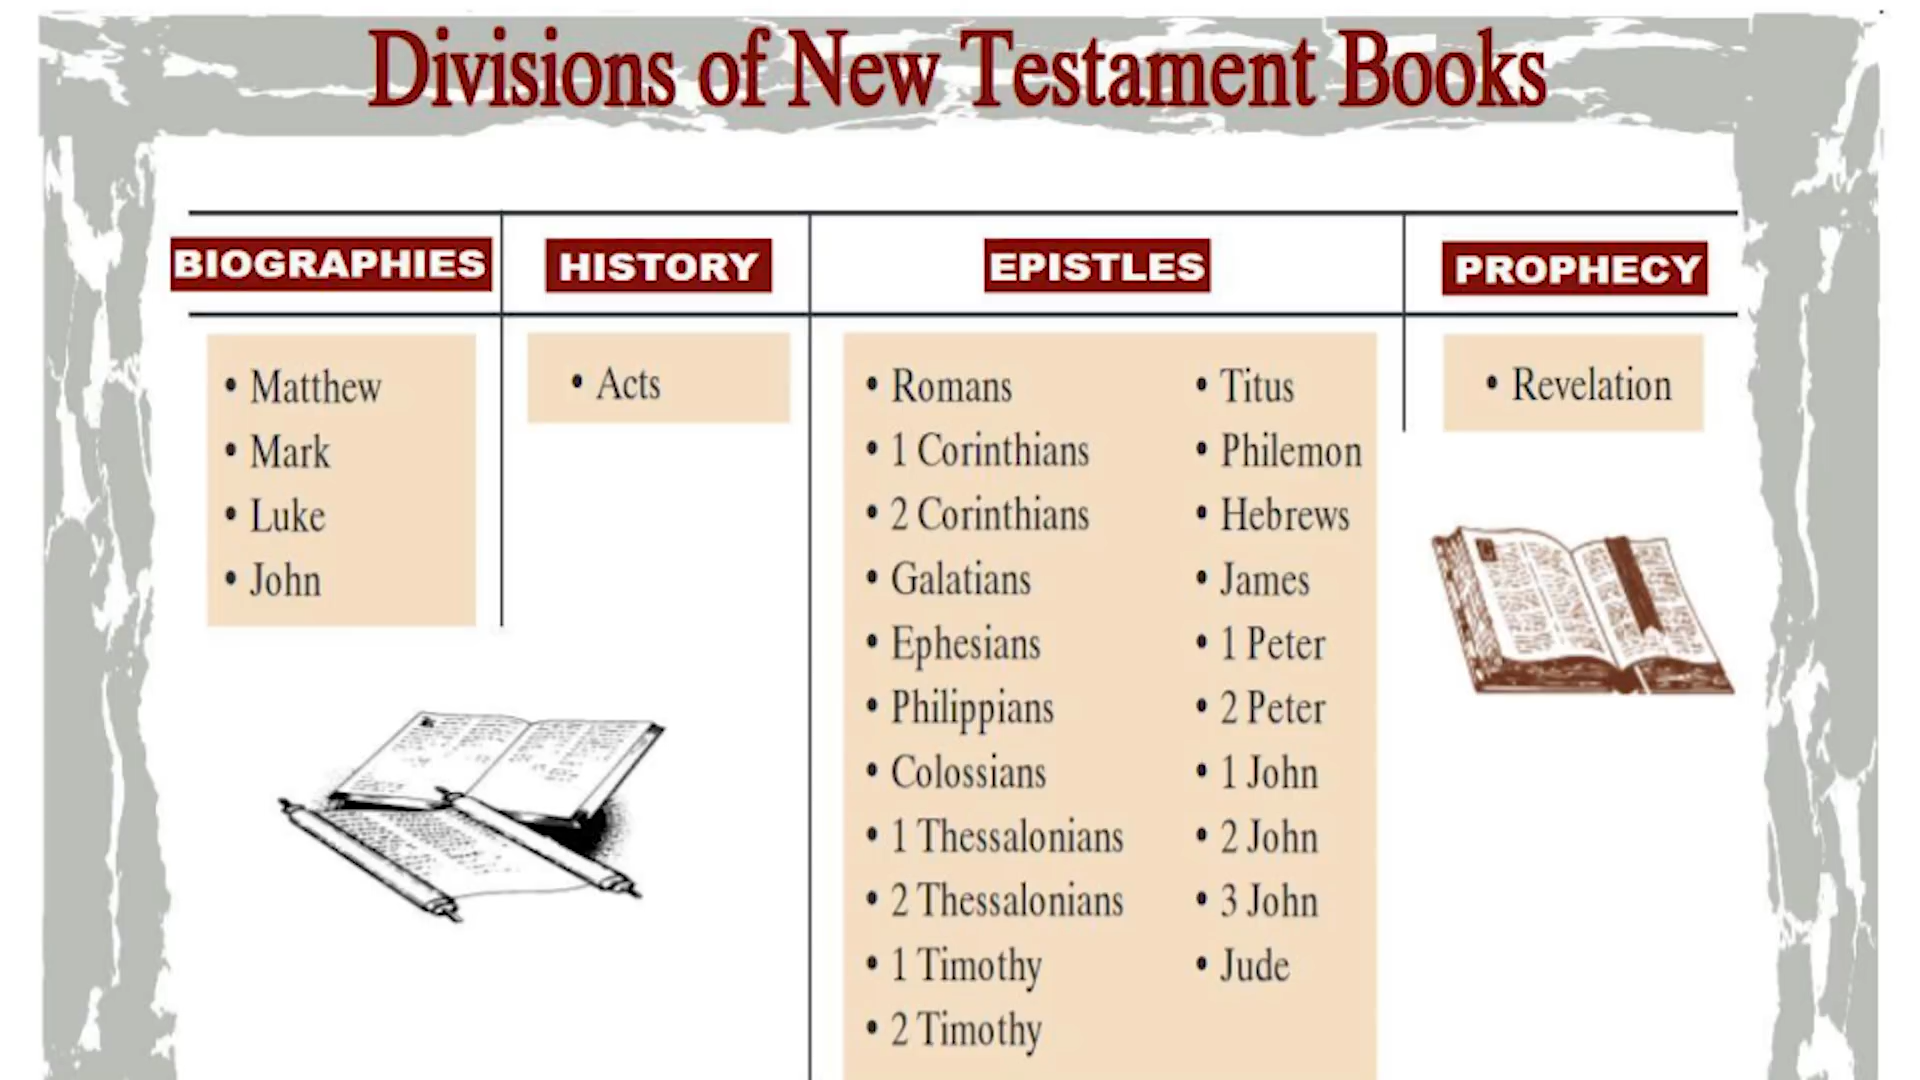 Divisions of New Testament Books
BIOGRAPHIES
• Matthew
• Mark
• Luke
• John
HISTORY
• Acts
EPISTLES
• Romans
• 1 Corinthians
• 2 Corinthians
• Galatians
• Ephesians
• Philippians
• Colossians
• 1 Thessalonians
• 2 Thessalonians
• 1 Timothy
• 2 Timothy
• Titus
• Philemon
• Hebrews
• James
• 1 Peter
• 2 Peter
• 1 John
• 2 John
• 3 John
• Jude
PROPHECY
• Revelation